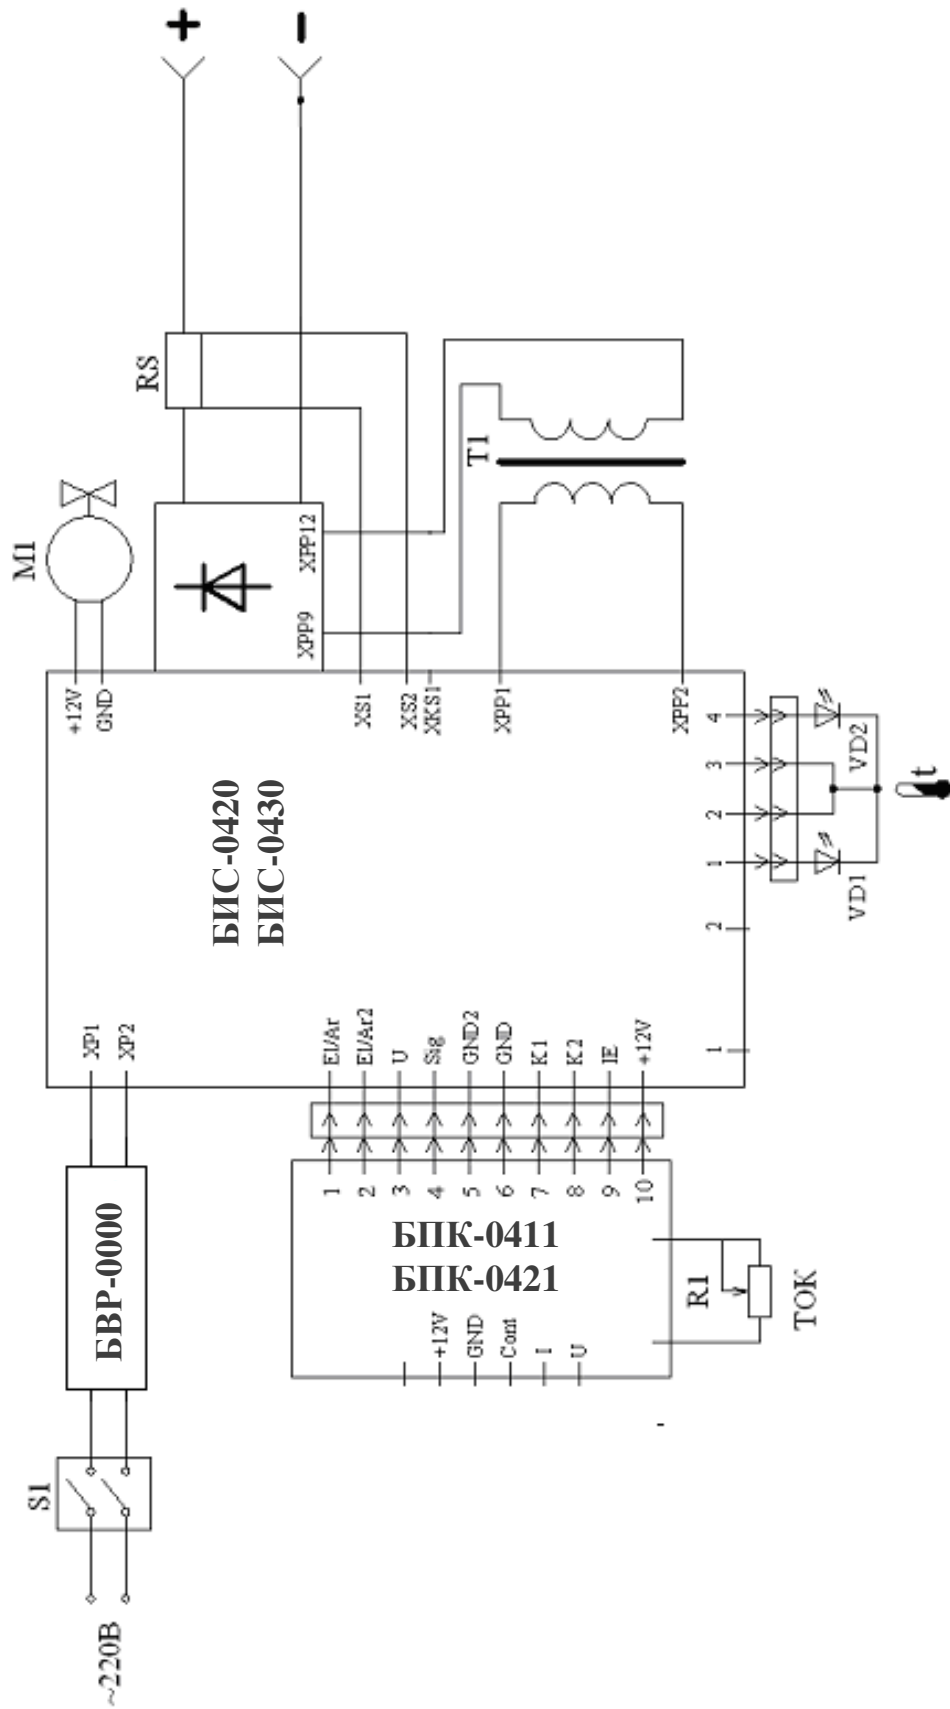 ~220В
S1
БВР-0000
XP1
XP2
+12V
GND
M1
RS
+
−
БИС-0420
БИС-0430
XPP9
XPP12
XS1
XS2
XKS1
XPP1
XPP2
T1
El/Ar
El/Ar2
U
Sig
GND2
GND
K1
K2
IE
+12V
1
2
3
4
5
6
7
8
9
10
БПК-0411
БПК-0421
+12V
GND
Cont
I
U
R1
ТОК
1
2
1
2
3
4
VD1
VD2
t